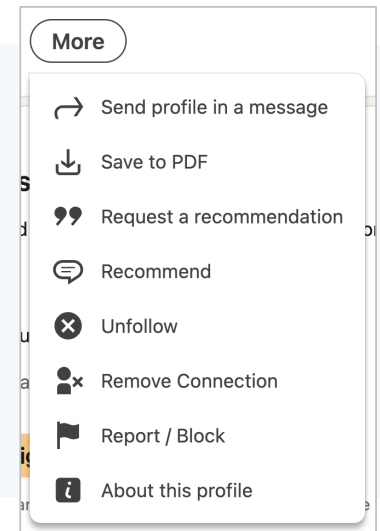 More
Send profile in a message
Save to PDF
Request a recommendation
Recommend
Unfollow
Remove Connection
Report / Block
About this profile